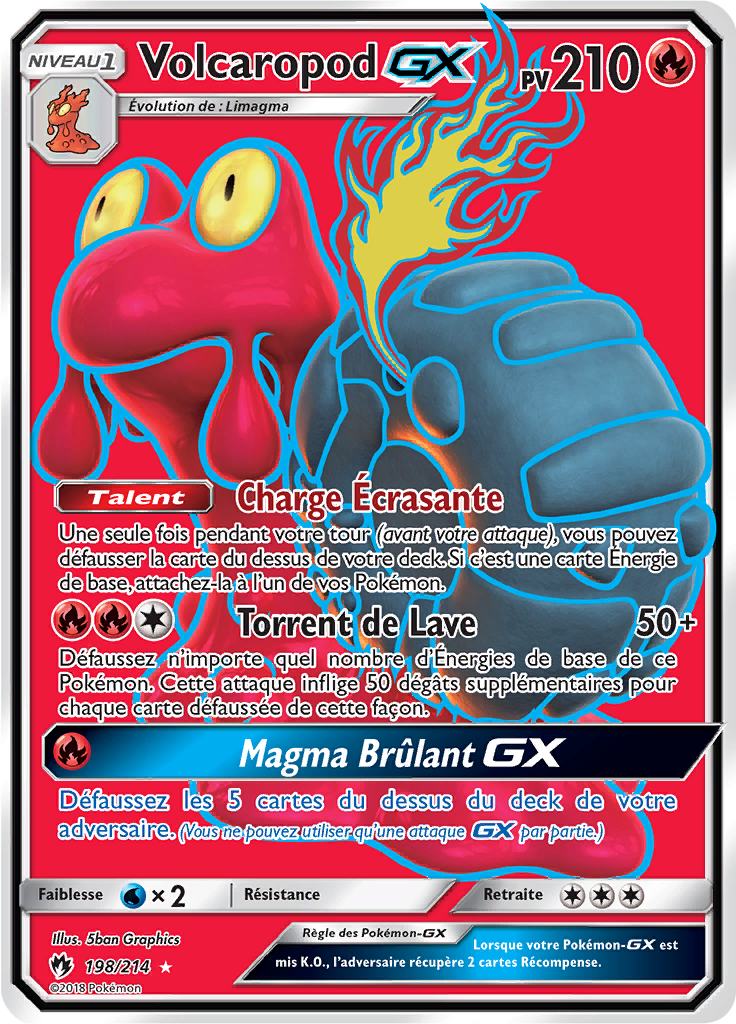 NIVEAU 1
Volcaropod GX
PV 210
Évolution de : Limagma
Talent Charge Écrasante
Une seule fois pendant votre tour (avant votre attaque), vous pouvez
défausser la carte du dessus de votre deck. Si c'est une carte Énergie
de base, attachez-la à l'un de vos Pokémon.
Torrent de Lave 50+
Défaussez n'importe quel nombre d'Énergies de base de ce
Pokémon. Cette attaque inflige 50 dégâts supplémentaires pour
chaque carte défaussée de cette façon.
Magma Brûlant GX
Défaussez les 5 cartes du dessus du deck de votre
adversaire. (Vous ne pouvez utiliser qu'une attaque GX par partie.)
Faiblesse ×2 Résistance Retraite
Illus. 5ban Graphics
198/214
©2018 Pokémon
Règle des Pokémon-GX
Lorsque votre Pokémon-GX est
mis K.O., l'adversaire récupère 2 cartes Récompense.